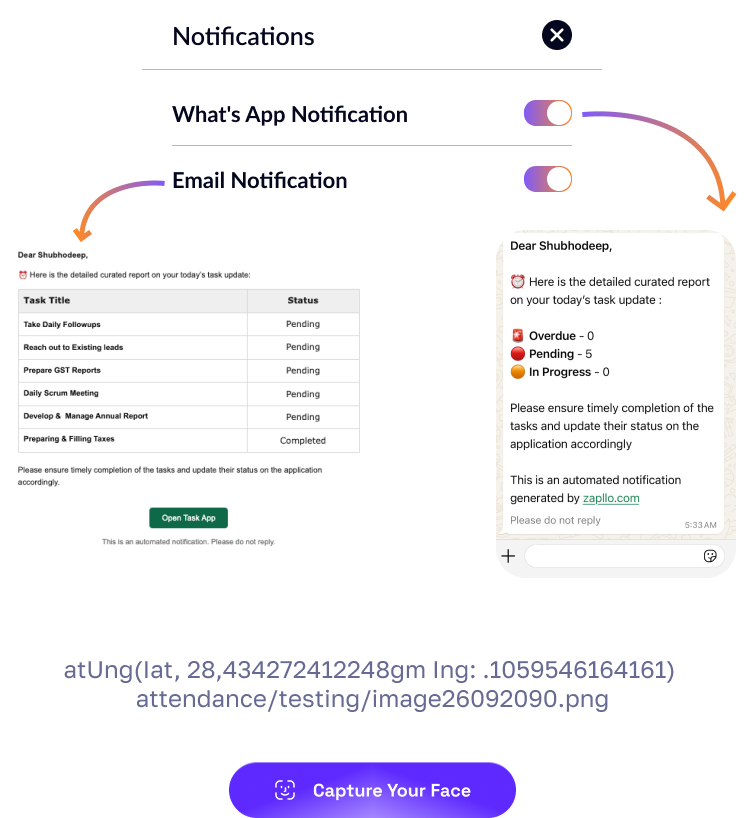 Notifications
What's App Notification
Email Notification
Dear Shubhodeep,
⏰ Here is the detailed curated report on your today's task update:
Task Title Status
Take Daily Followups Pending
Reach out to Existing leads Pending
Prepare GST Reports Pending
Daily Scrum Meeting Pending
Develop & Manage Annual Report Pending
Preparing & Filling Taxes Completed
Please ensure timely completion of the tasks and update their status on the application
accordingly.
Open Task App
This is an automated notification. Please do not reply.
Dear Shubhodeep,
⏰ Here is the detailed curated report
on your today's task update :
🚨 Overdue - 0
🔴 Pending - 5
🟠 In Progress - 0
Please ensure timely completion of the
tasks and update their status on the
application accordingly
This is an automated notification
generated by zapllo.com
Please do not reply
5:33 AM
atUng(lat, 28,434272412248gm lng: .1059546164161)
attendance/testing/image26092090.png
Capture Your Face